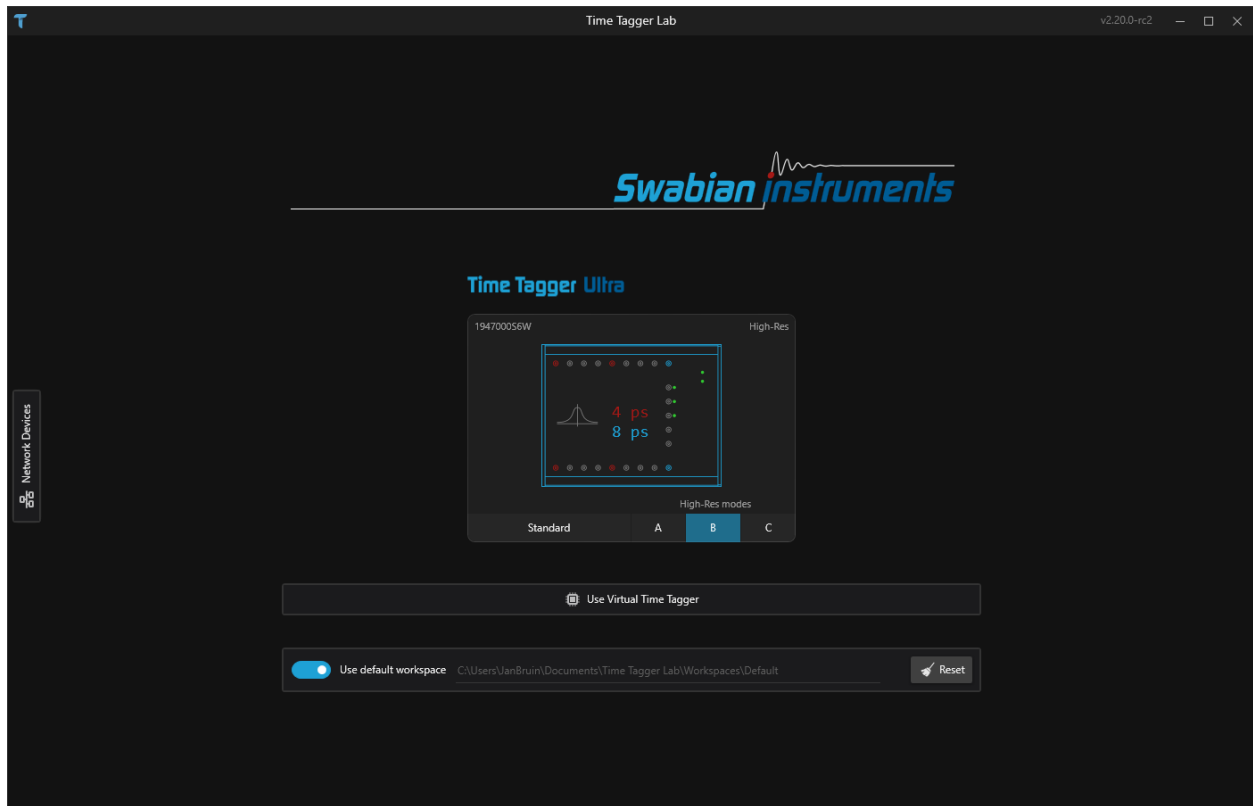 Time Tagger Lab
v2.20.0-rc2
Swabian instruments
Time Tagger Ultra
1947000S6W
High-Res
4 ps
8 ps
Network Devices
High-Res modes
Standard
A
B
C
Use Virtual Time Tagger
Use default workspace
C:\Users\JanBruin\Documents\Time Tagger Lab\Workspaces\Default
Reset